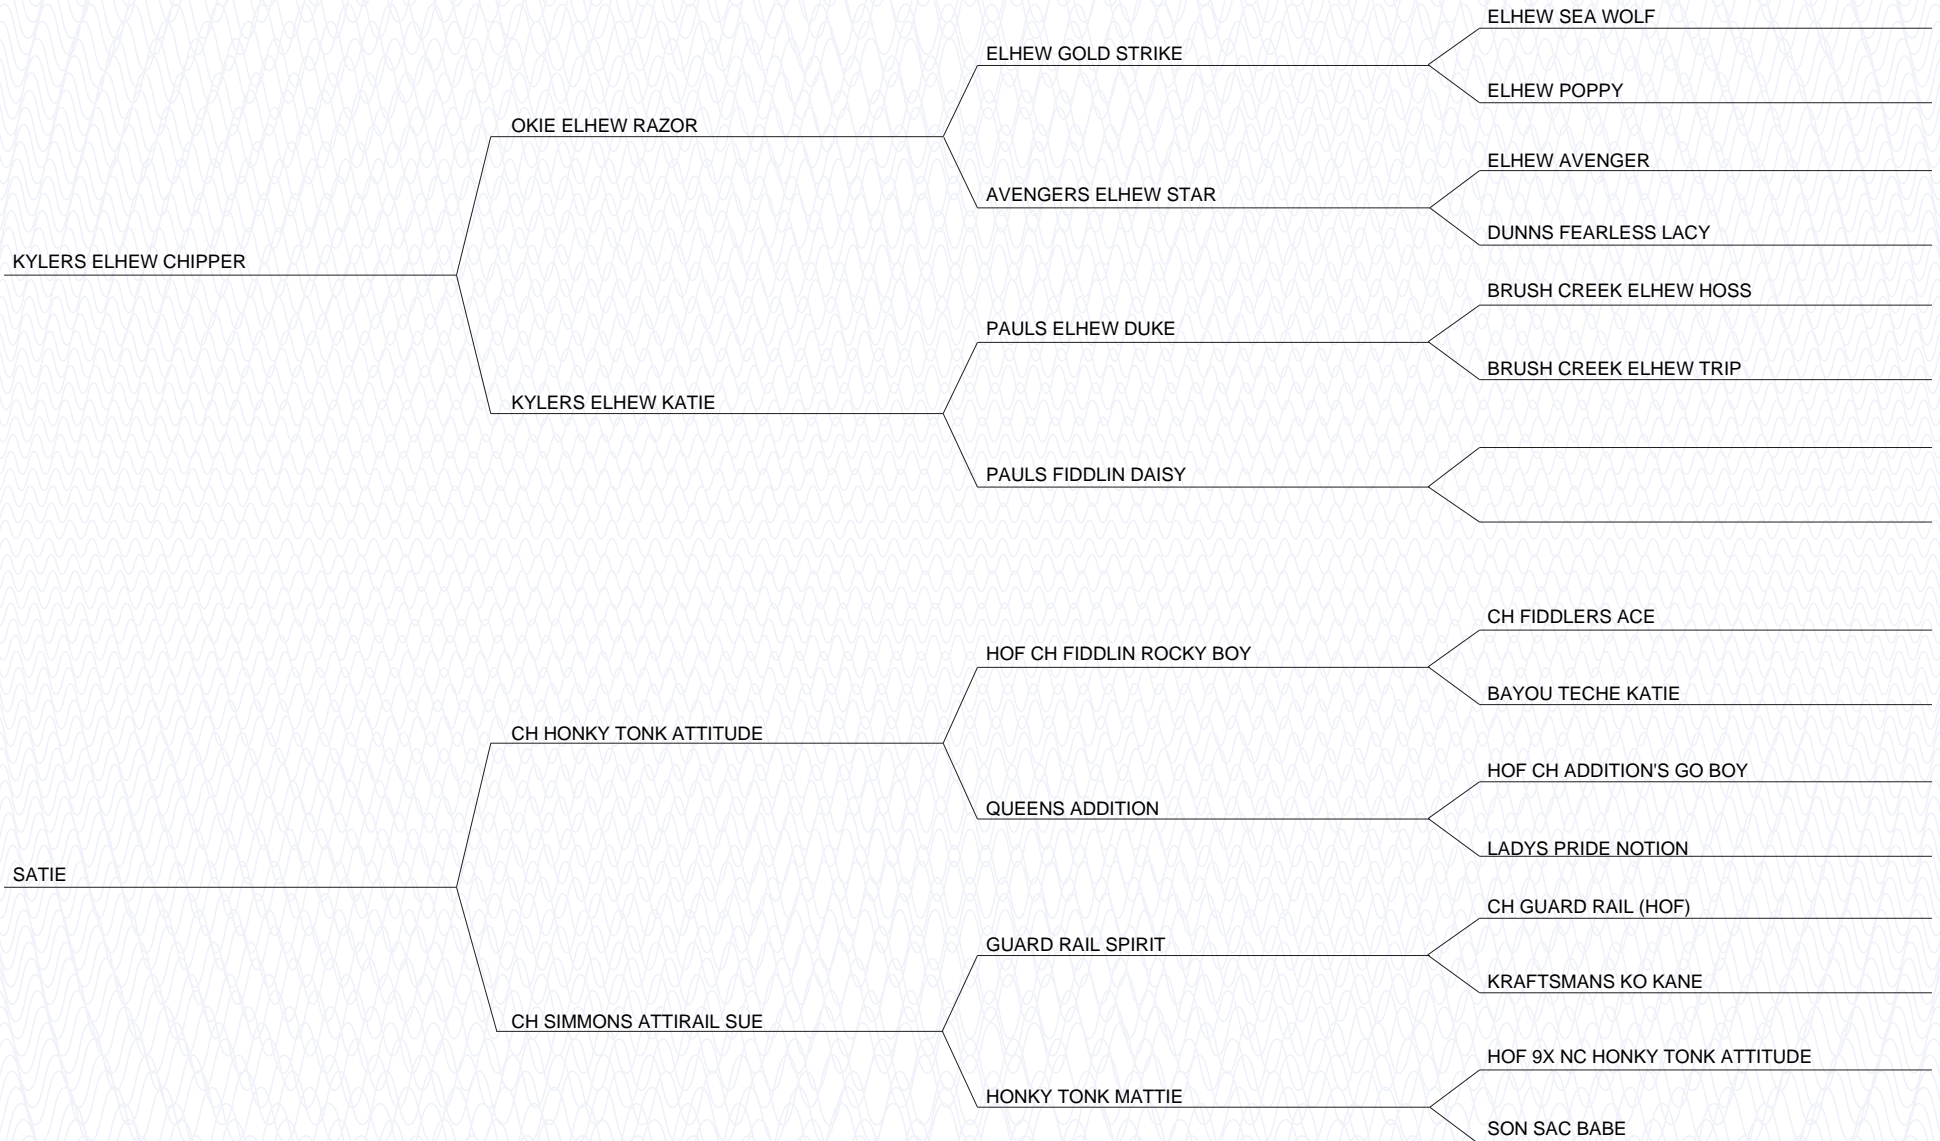 ELHEW SEA WOLF
ELHEW GOLD STRIKE
ELHEW POPPY
OKIE ELHEW RAZOR
ELHEW AVENGER
AVENGERS ELHEW STAR
DUNNS FEARLESS LACY
KYLERS ELHEW CHIPPER
BRUSH CREEK ELHEW HOSS
PAULS ELHEW DUKE
BRUSH CREEK ELHEW TRIP
KYLERS ELHEW KATIE
PAULS FIDDLIN DAISY
CH FIDDLERS ACE
HOF CH FIDDLIN ROCKY BOY
BAYOU TECHE KATIE
CH HONKY TONK ATTITUDE
HOF CH ADDITION'S GO BOY
QUEENS ADDITION
LADYS PRIDE NOTION
SATIE
CH GUARD RAIL (HOF)
GUARD RAIL SPIRIT
KRAFTSMANS KO KANE
CH SIMMONS ATTIRAIL SUE
HOF 9X NC HONKY TONK ATTITUDE
HONKY TONK MATTIE
SON SAC BABE